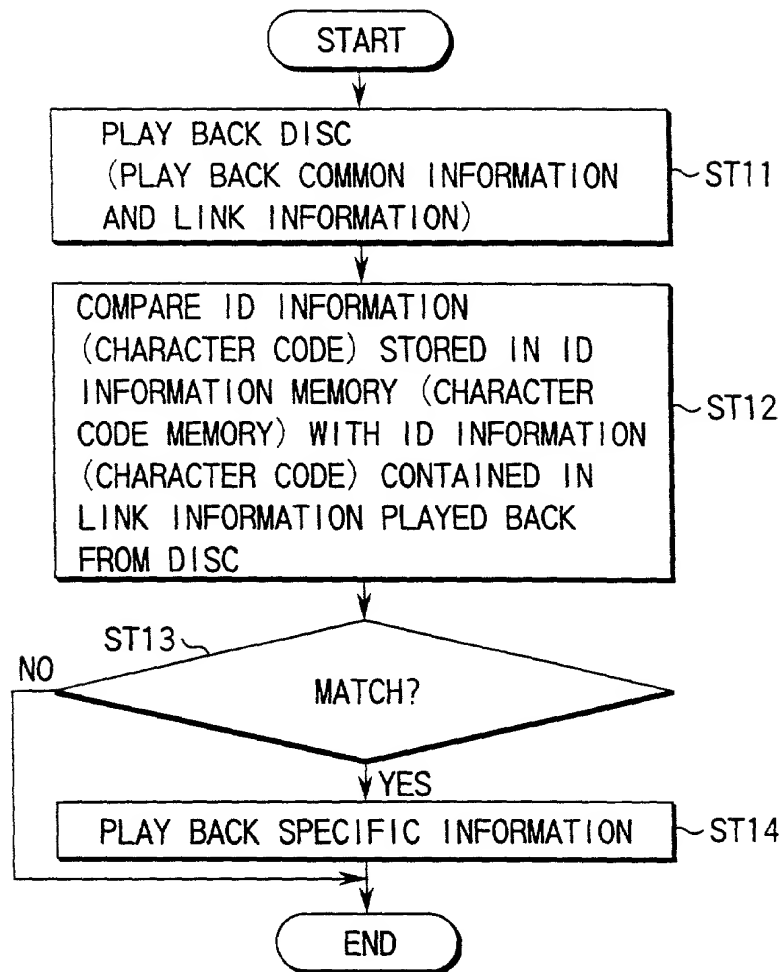 START
PLAY BACK DISC
(PLAY BACK COMMON INFORMATION
AND LINK INFORMATION)
ST11
COMPARE ID INFORMATION
(CHARACTER CODE) STORED IN ID
INFORMATION MEMORY (CHARACTER
CODE MEMORY) WITH ID INFORMATION
(CHARACTER CODE) CONTAINED IN
LINK INFORMATION PLAYED BACK
FROM DISC
ST12
ST13
NO
MATCH?
YES
PLAY BACK SPECIFIC INFORMATION
ST14
END